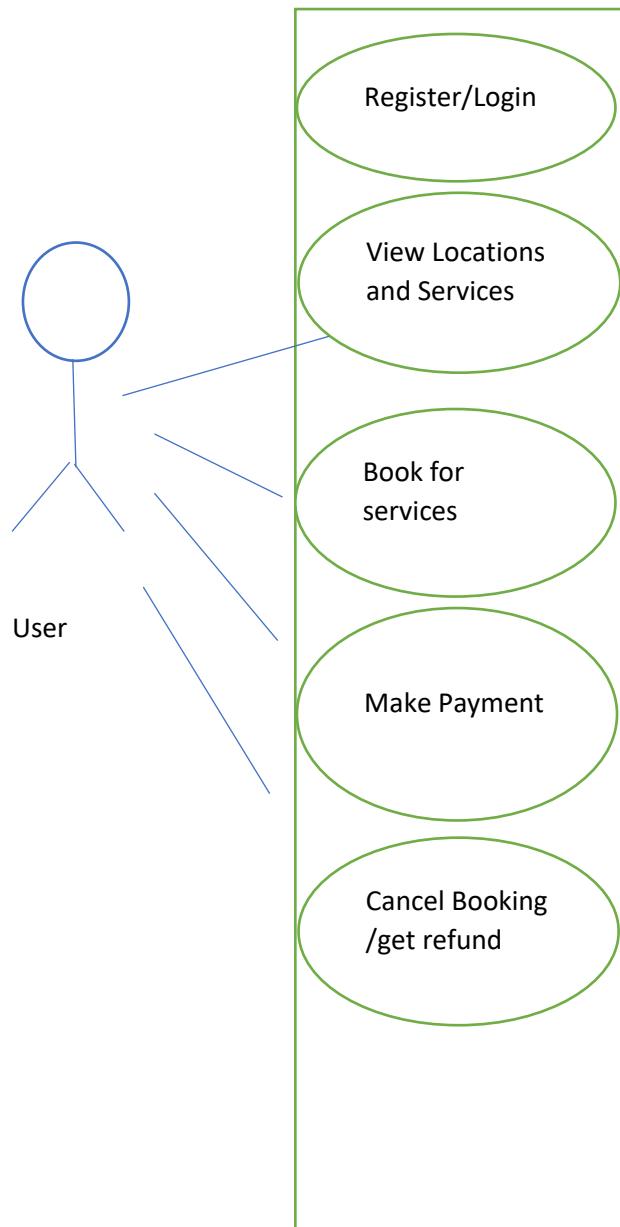 Register/Login
View Locations
and Services
Book for
services
User
Make Payment
Cancel Booking
/get refund